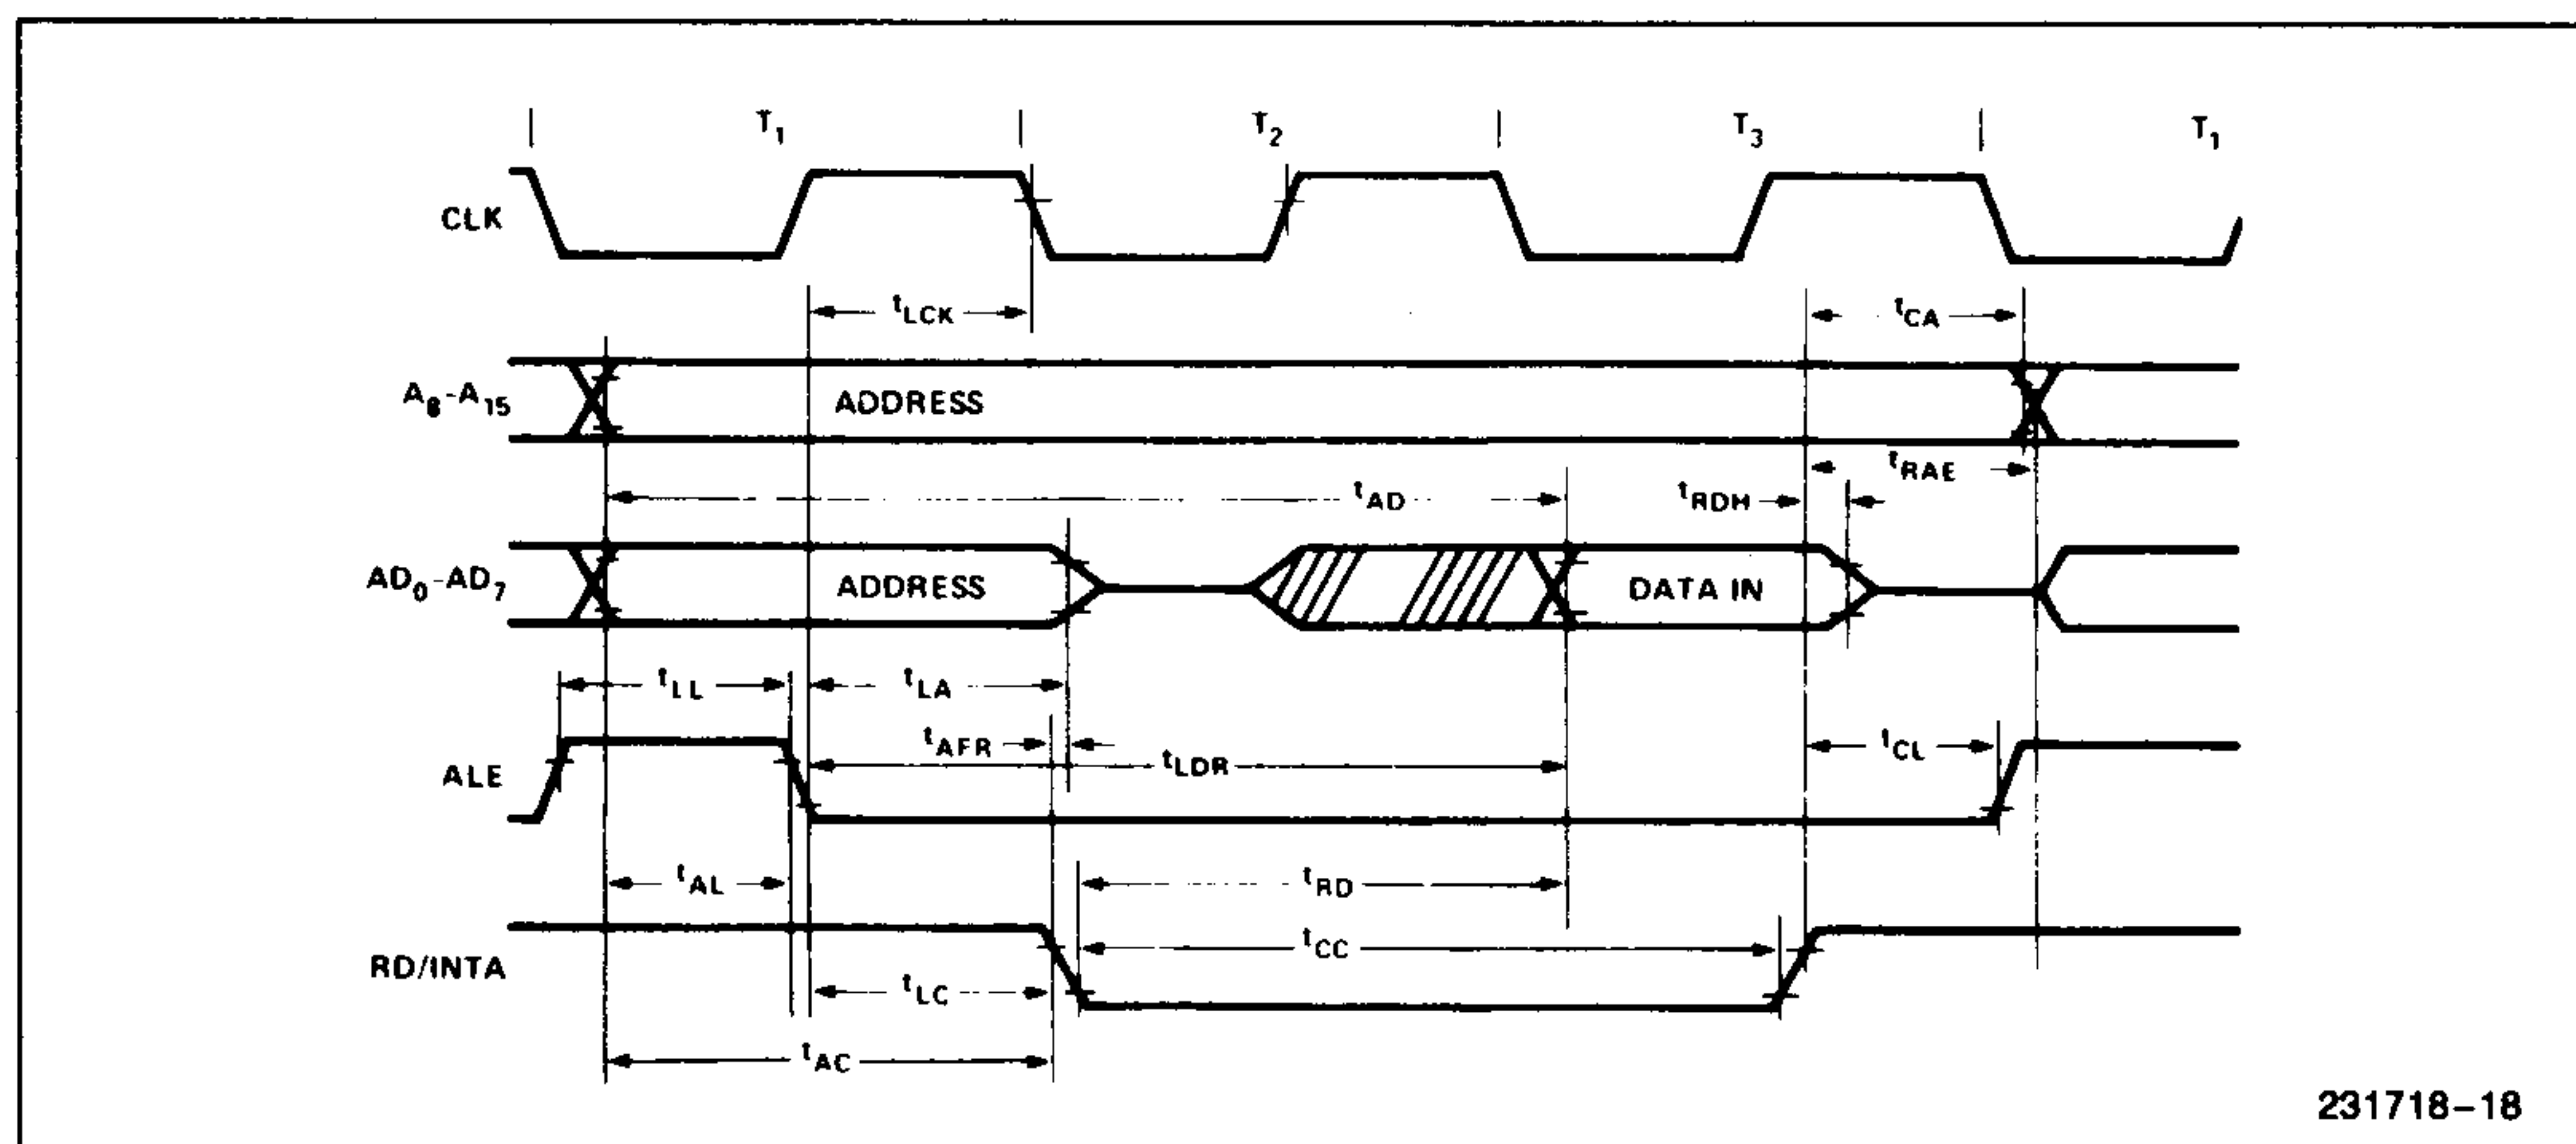 T1 T2 T3 T1
CLK
tLCK tCA
A8-A15 ADDRESS
tRAE
tAD tRDH
AD0-AD7 ADDRESS DATA IN
tLL tLA
tAFR tCL
ALE tLDR
tAL tRD
tCC
RD/INTA
tLC
tAC
231718-18